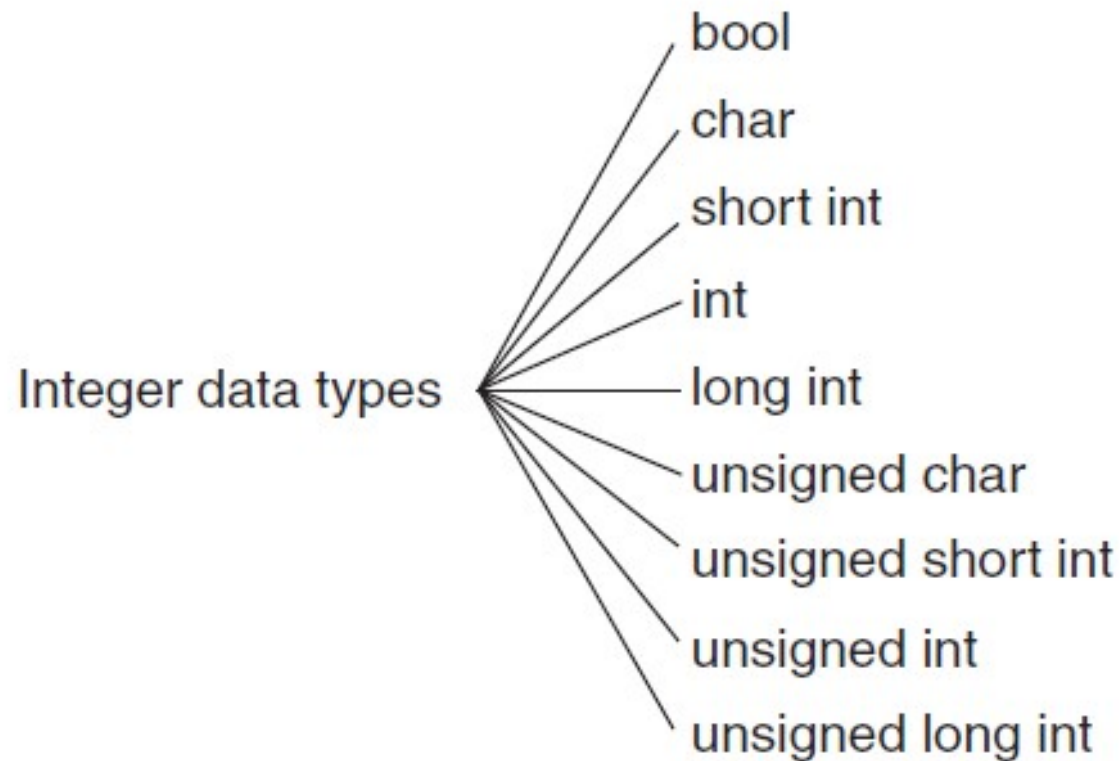 bool
char
short int
int
Integer data types
long int
unsigned char
unsigned short int
unsigned int
unsigned long int